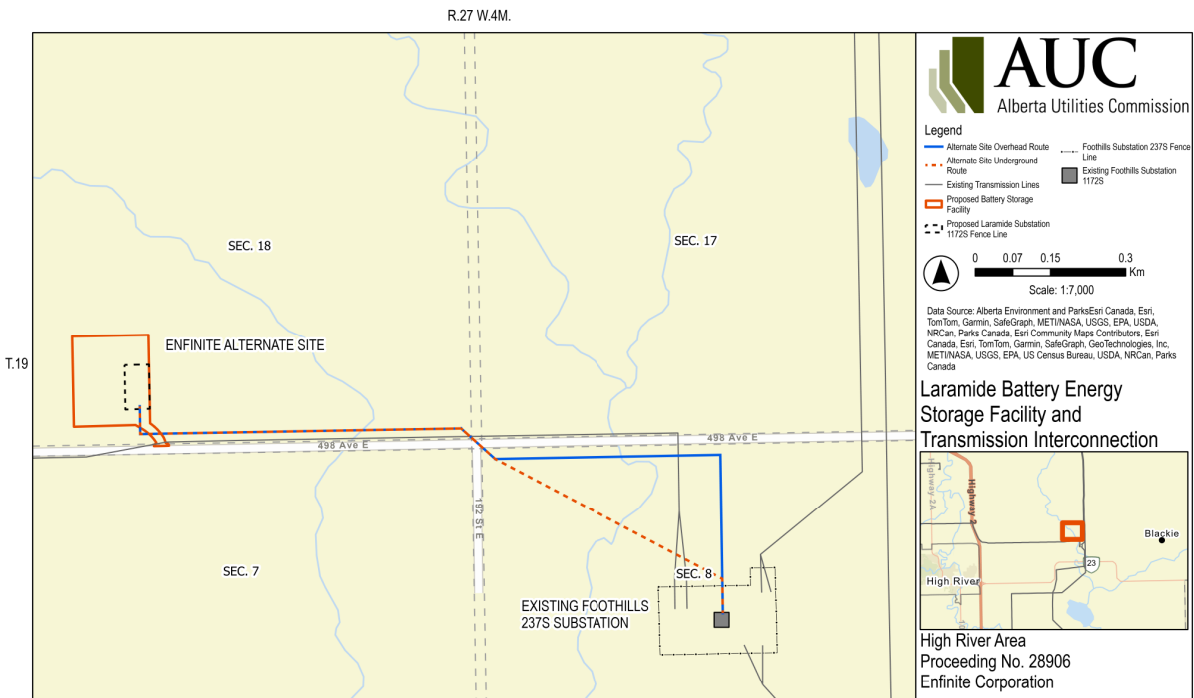 R.27 W.4M.
T.19
SEC. 18
SEC. 17
ENFINITE ALTERNATE SITE
498 Ave E
498 Ave E
192 St E
SEC. 7
SEC. 8
EXISTING FCOTHILLS
237S SUBSTATION
AUC
Alberta Utilities Commission
Legend
Alternate Site Overhead Route
Alternate Site Underground
Route
Existing Transmission Lines
Proposed Battery Storage
Facility
Proposed Laramide Substation
1172S Fence Line
Foothills Substation 237S Fence
Line
Existing Foothills Substation
1172S
0 0.07 0.15 0.3
Km
Scale: 1:7,000
Data Source: Alberta Environment and ParksEsri Canada, Esri,
TomTom, Garmin, SafeGraph, METI/NASA, USGS, EPA, USDA,
NRCan, Parks Canada, Esri Community Maps Contributors, Esri
Canada, Esri, TomTom, Garmin, SafeGraph, GeoTechnologies, Inc,
METI/NASA, USGS, EPA, US Census Bureau, USDA, NRCan, Parks
Canada
Laramide Battery Energy
Storage Facility and
Transmission Interconnection
Highway 2A
Highway 2
Blackie
23
High River
High River Area
Proceeding No. 28906
Enfinite Corporation